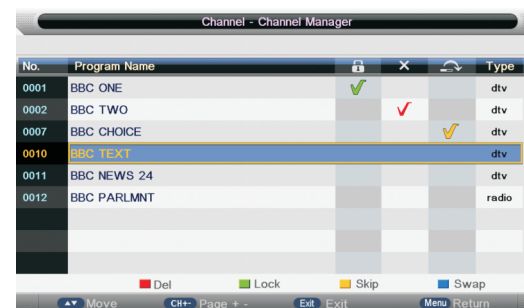 Channel - Channel Manager
No. Program Name Type
0001 BBC ONE dtv
0002 BBC TWO dtv
0007 BBC CHOICE dtv
0010 BBC TEXT dtv
0011 BBC NEWS 24 dtv
0012 BBC PARLMNT radio
Del Lock Skip Swap
Move CH+- Page + - Exit Exit Menu Return